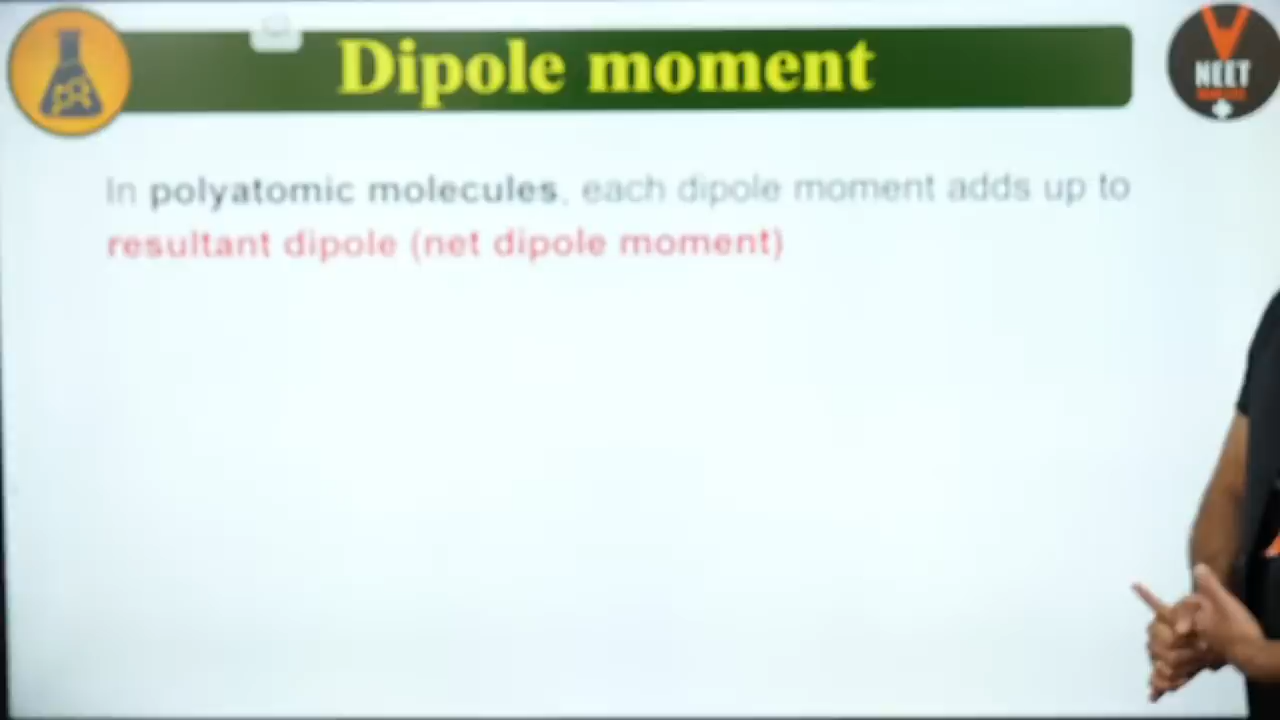 Dipole moment
NEET
In polyatomic molecules, each dipole moment adds up to
resultant dipole (net dipole moment)